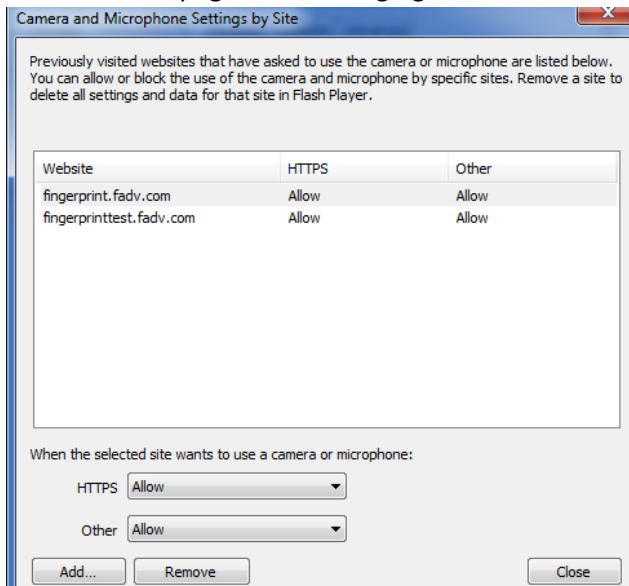 Camera and Microphone Settings by Site
Previously visited websites that have asked to use the camera or microphone are listed below.
You can allow or block the use of the camera and microphone by specific sites. Remove a site to
delete all settings and data for that site in Flash Player.
Website HTTPS Other
fingerprint.fadv.com Allow Allow
fingerprinttest.fadv.com Allow Allow
When the selected site wants to use a camera or microphone:
HTTPS Allow
Other Allow
Add... Remove Close